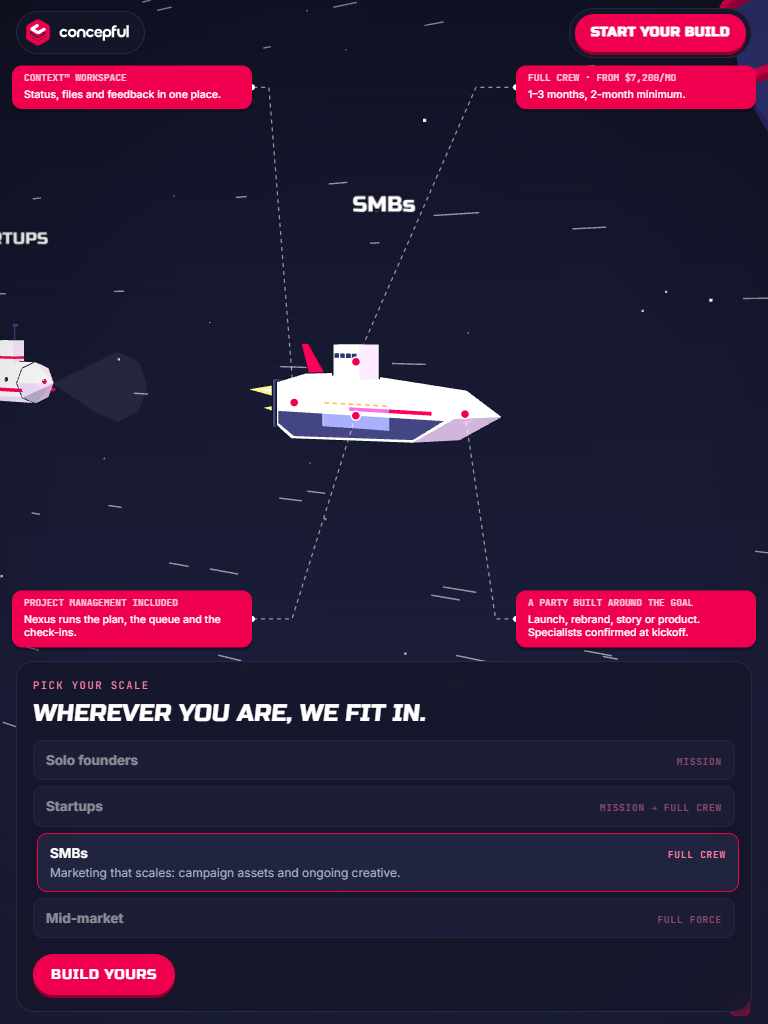 concepful
START YOUR BUILD
CONTEXT™ WORKSPACE
Status, files and feedback in one place.
FULL CREW · FROM $7,200/MO
1–3 months, 2-month minimum.
SMBs
RTUPS
PROJECT MANAGEMENT INCLUDED
Nexus runs the plan, the queue and the
check-ins.
A PARTY BUILT AROUND THE GOAL
Launch, rebrand, story or product.
Specialists confirmed at kickoff.
PICK YOUR SCALE
WHEREVER YOU ARE, WE FIT IN.
Solo founders MISSION
Startups MISSION → FULL CREW
SMBs FULL CREW
Marketing that scales: campaign assets and ongoing creative.
Mid-market FULL FORCE
BUILD YOURS